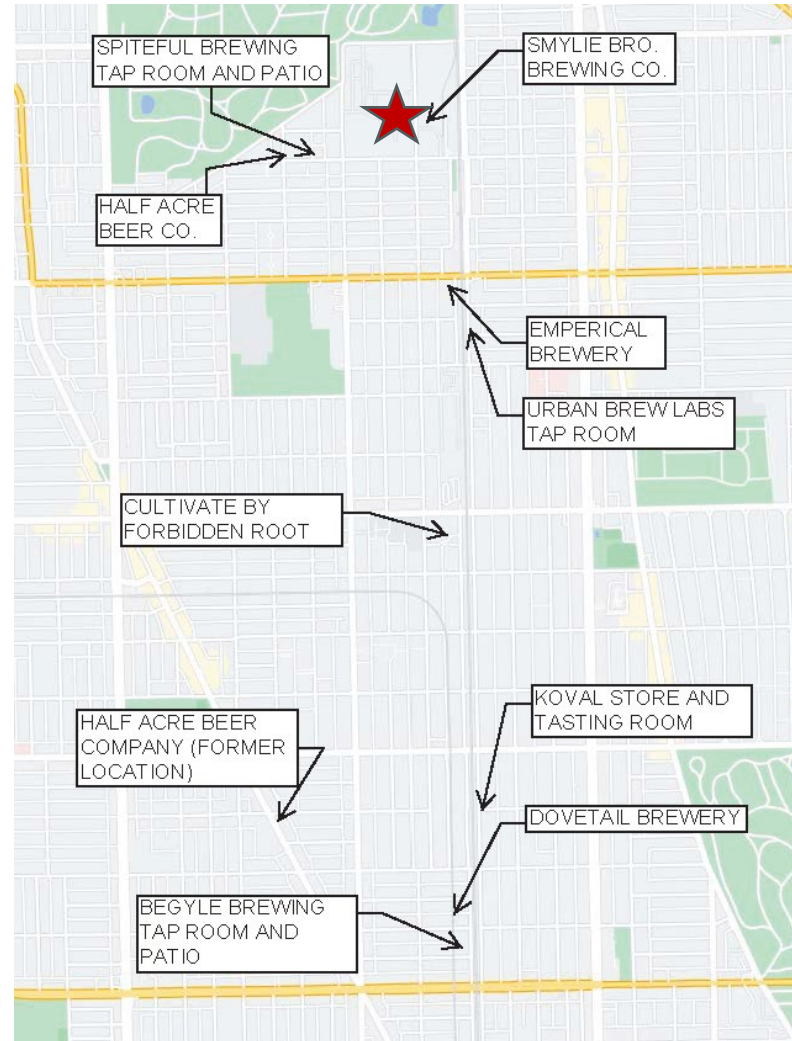 SPITEFUL BREWING
TAP ROOM AND PATIO
SMYLIE BRO.
BREWING CO.
HALF ACRE
BEER CO.
EMPERICAL
BREWERY
URBAN BREW LABS
TAP ROOM
CULTIVATE BY
FORBIDDEN ROOT
KOVAL STORE AND
TASTING ROOM
HALF ACRE BEER
COMPANY (FORMER
LOCATION)
DOVETAIL BREWERY
BEGYLE BREWING
TAP ROOM AND
PATIO